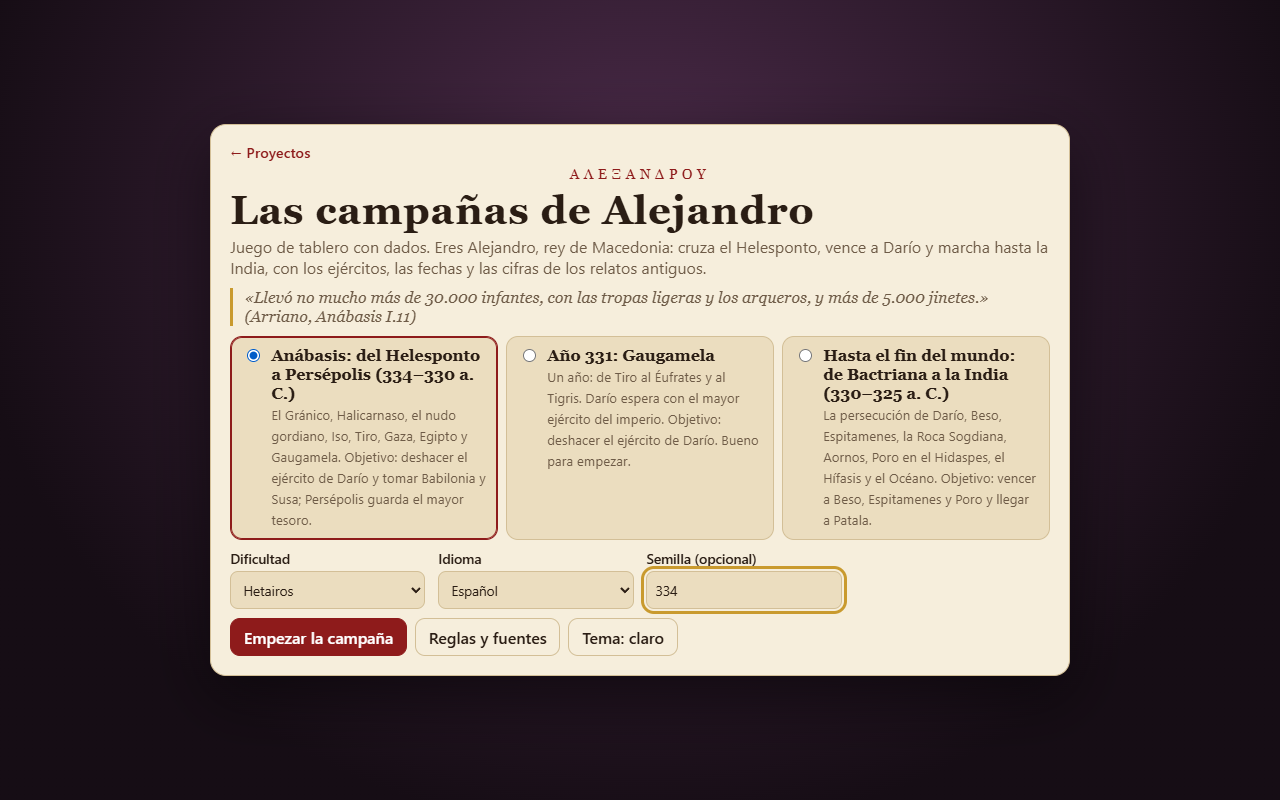 ← Proyectos
ΑΛΕΞΑΝΔΡΟΥ
Las campañas de Alejandro
Juego de tablero con dados. Eres Alejandro, rey de Macedonia: cruza el Helesponto, vence a Darío y marcha hasta la
India, con los ejércitos, las fechas y las cifras de los relatos antiguos.
«Llevó no mucho más de 30.000 infantes, con las tropas ligeras y los arqueros, y más de 5.000 jinetes.»
(Arriano, Anábasis I.11)
Anábasis: del Helesponto
a Persépolis (334–330 a.
C.)
El Gránico, Halicarnaso, el nudo
gordiano, Iso, Tiro, Gaza, Egipto y
Gaugamela. Objetivo: deshacer el
ejército de Darío y tomar Babilonia y
Susa; Persépolis guarda el mayor
tesoro.
Año 331: Gaugamela
Un año: de Tiro al Éufrates y al
Tigris. Darío espera con el mayor
ejército del imperio. Objetivo:
deshacer el ejército de Darío. Bueno
para empezar.
Hasta el fin del mundo:
de Bactriana a la India
(330–325 a. C.)
La persecución de Darío, Beso,
Espitamenes, la Roca Sogdiana,
Aornos, Poro en el Hidaspes, el
Hífasis y el Océano. Objetivo: vencer
a Beso, Espitamenes y Poro y llegar
a Patala.
Dificultad
Hetairos
Idioma
Español
Semilla (opcional)
334
Empezar la campaña
Reglas y fuentes
Tema: claro